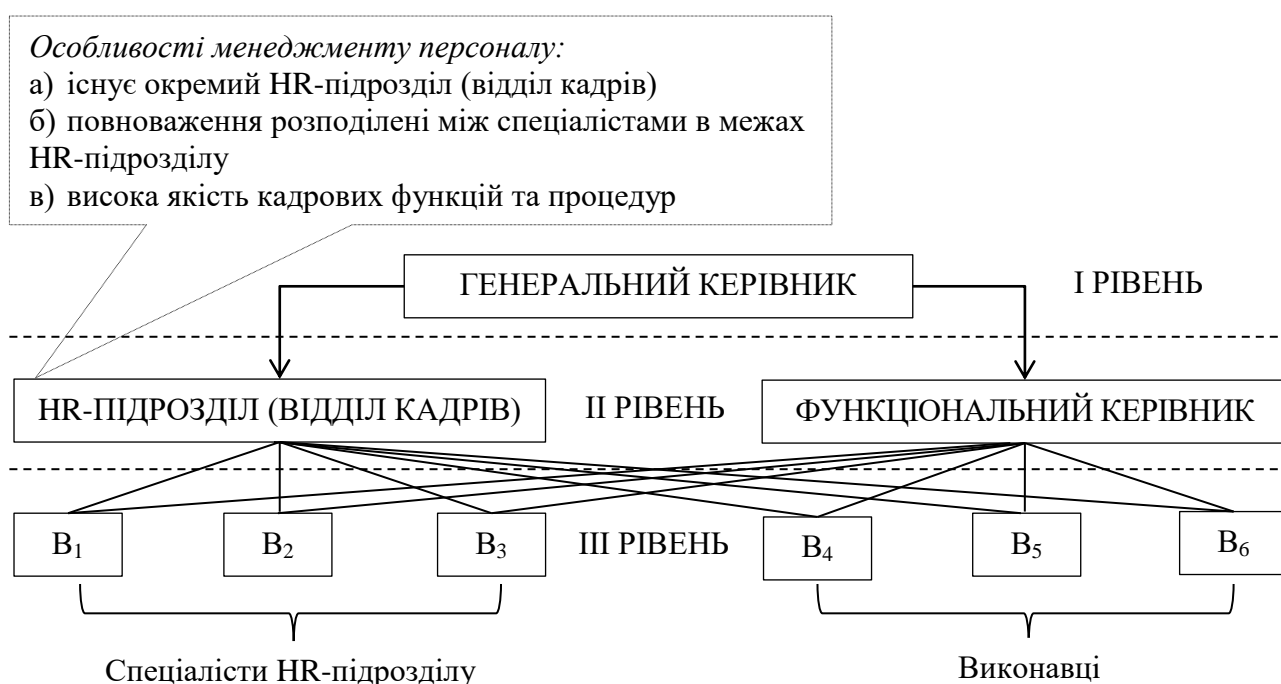 Особливості менеджменту персоналу:
а) існує окремий HR-підрозділ (відділ кадрів)
б) повноваження розподілені між спеціалістами в межах
HR-підрозділу
в) висока якість кадрових функцій та процедур
ГЕНЕРАЛЬНИЙ КЕРІВНИК
І РІВЕНЬ
HR-ПІДРОЗДІЛ (ВІДДІЛ КАДРІВ)
ІІ РІВЕНЬ
ФУНКЦІОНАЛЬНИЙ КЕРІВНИК
В₁
В₂
В₃
ІІІ РІВЕНЬ
В₄
В₅
В₆
Спеціалісти HR-підрозділу
Виконавці